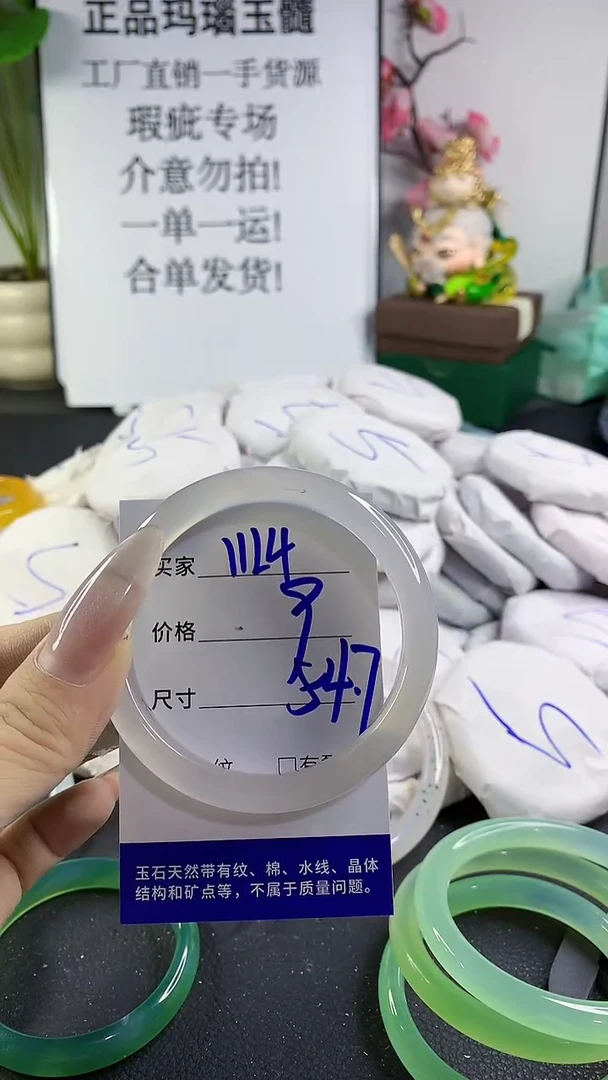 正品玛瑙玉髓
工厂直销一手货源
瑕疵专场
介意勿拍!
一单一运!
合单发货!
买家 1124
价格
尺寸 54.7
纹 □有
玉石天然带有纹、棉、水线、晶体
结构和矿点等，不属于质量问题。